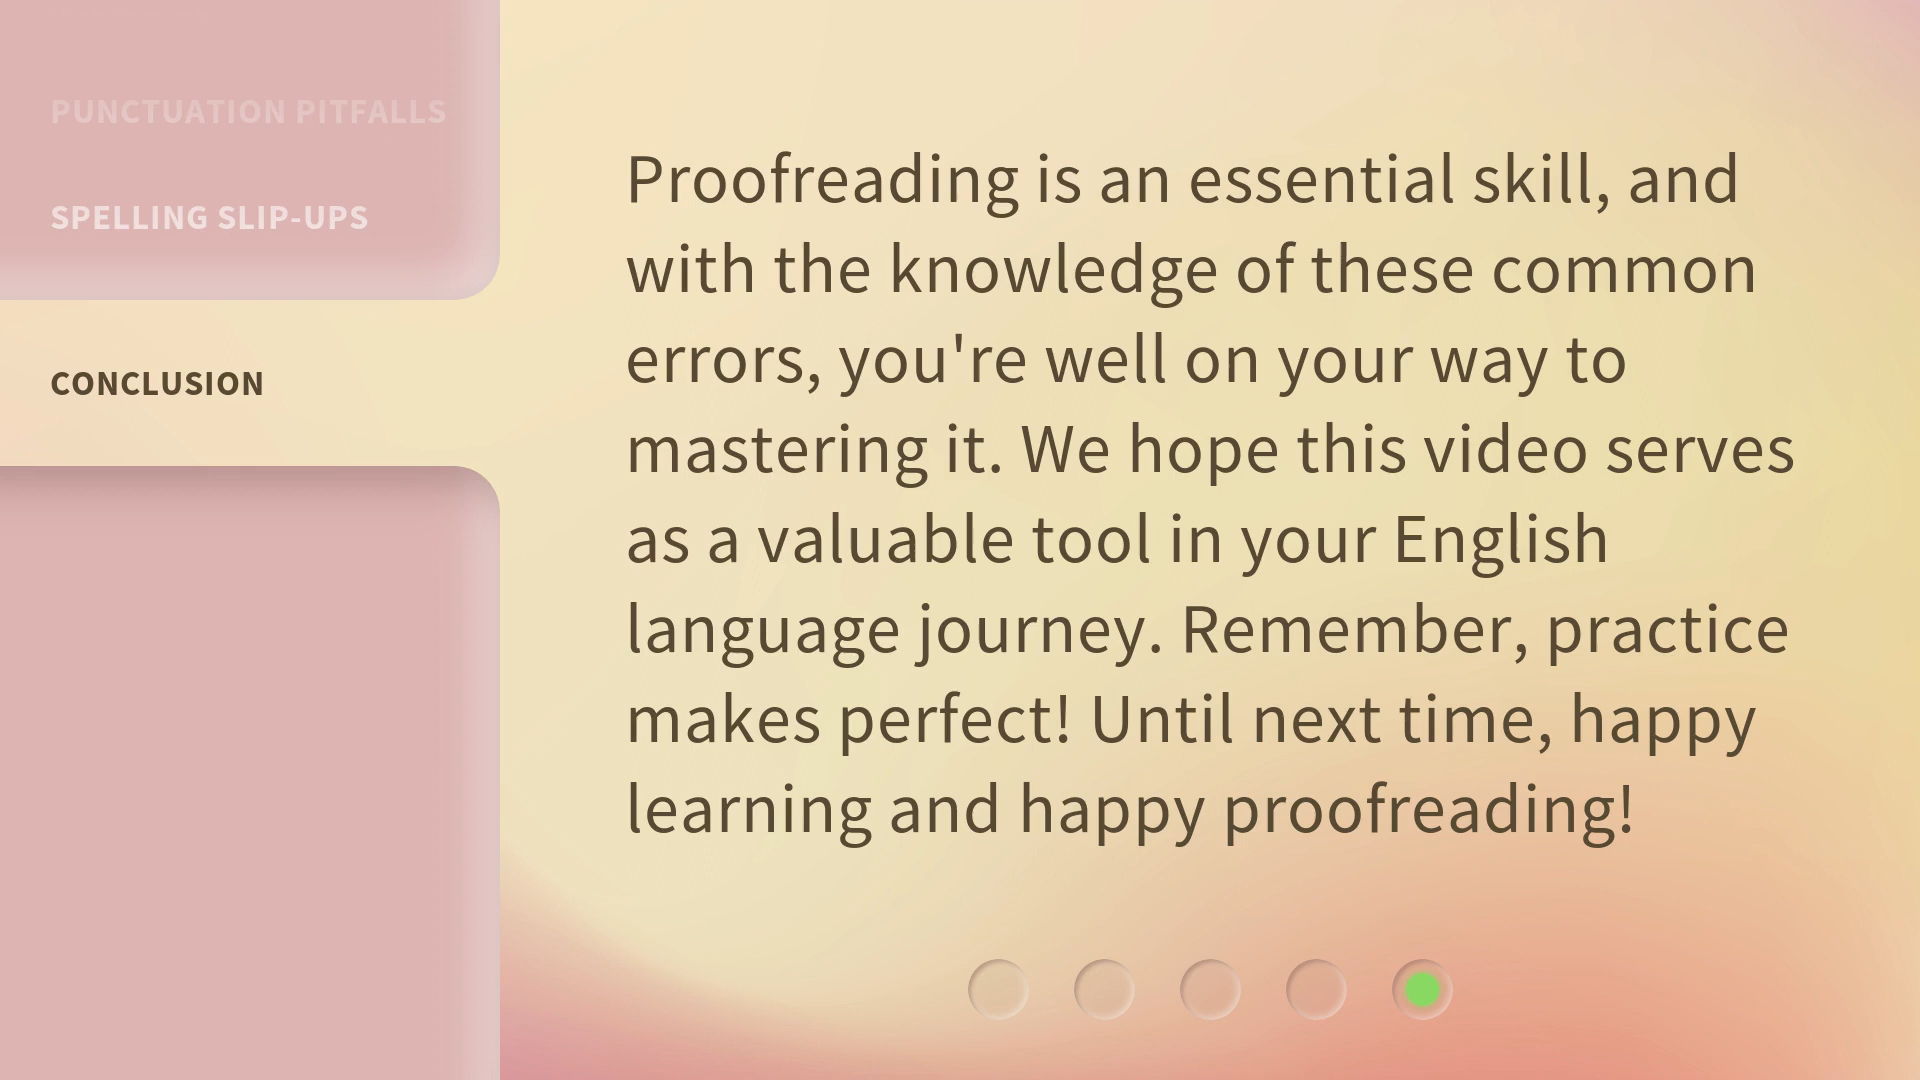 PUNCTUATION PITFALLS
SPELLING SLIP-UPS
CONCLUSION
Proofreading is an essential skill, and
with the knowledge of these common
errors, you're well on your way to
mastering it. We hope this video serves
as a valuable tool in your English
language journey. Remember, practice
makes perfect! Until next time, happy
learning and happy proofreading!